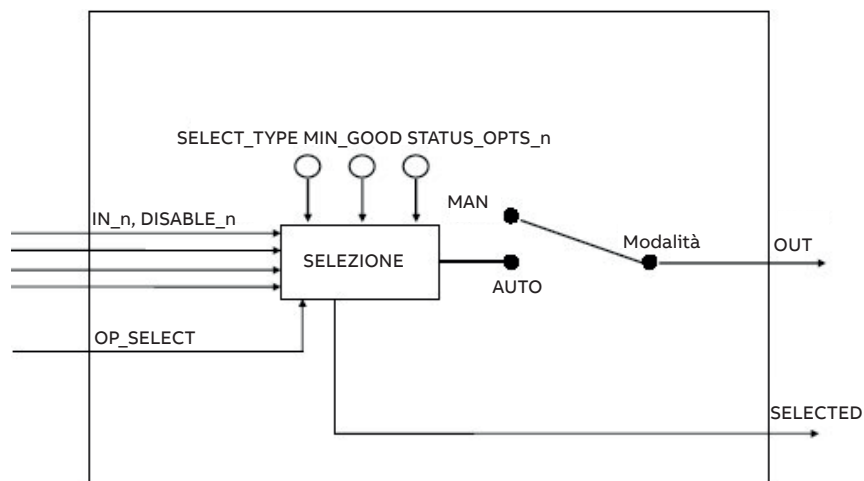 SELECT_TYPE MIN_GOOD STATUS_OPTS_n
IN_n, DISABLE_n
MAN
SELEZIONE
Modalità
OUT
AUTO
OP_SELECT
SELECTED